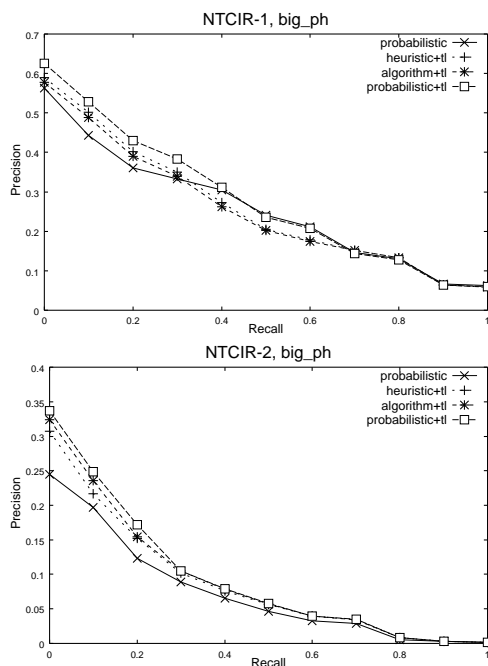 NTCIR-1, big_ph
0.7
0.6
0.5
0.4
0.3
0.2
0.1
0
Precision
probabilistic
heuristic+tl
algorithm+tl
probabilistic+tl
0 0.2 0.4 0.6 0.8 1
Recall
NTCIR-2, big_ph
0.4
0.35
0.3
0.25
0.2
0.15
0.1
0.05
0
Precision
probabilistic
heuristic+tl
algorithm+tl
probabilistic+tl
0 0.2 0.4 0.6 0.8 1
Recall